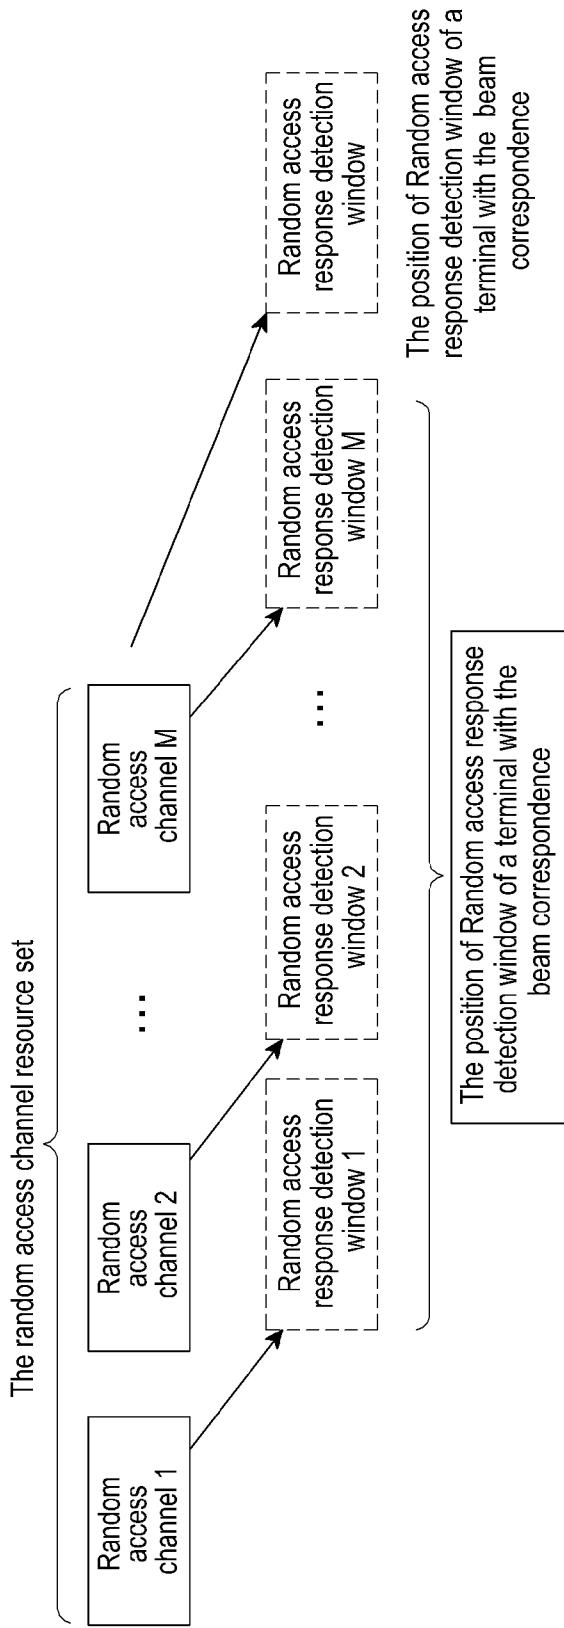 The random access channel resource set
Random
access
channel 1
Random
access
channel 2
...
Random
access
channel M
Random access
response detection
window 1
Random access
response detection
window 2
...
Random access
response detection
window M
Random access
response detection
window
The position of Random access response
detection window of a terminal with the
beam correspondence
The position of Random access
response detection window of a
terminal with the beam
correspondence